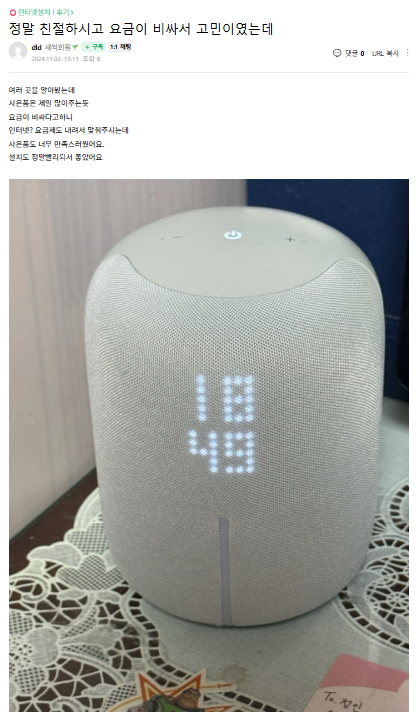 인터넷설치 | 후기 >
정말 친절하시고 요금이 비싸서 고민이였는데
dld 새싹회원 + 구독 1:1 채팅
2024.11.03. 13:11 조회 8
댓글 0 URL 복사
여러 곳을 알아봤는데
사은품은 제일 많이주는듯
요금이 비싸다고하니
인터넷? 요금제도 내려서 맞춰주시는데
사은품도 너무 만족스러웠어요.
설치도 정말빨리되서 좋았어요
18
49
To. 정인